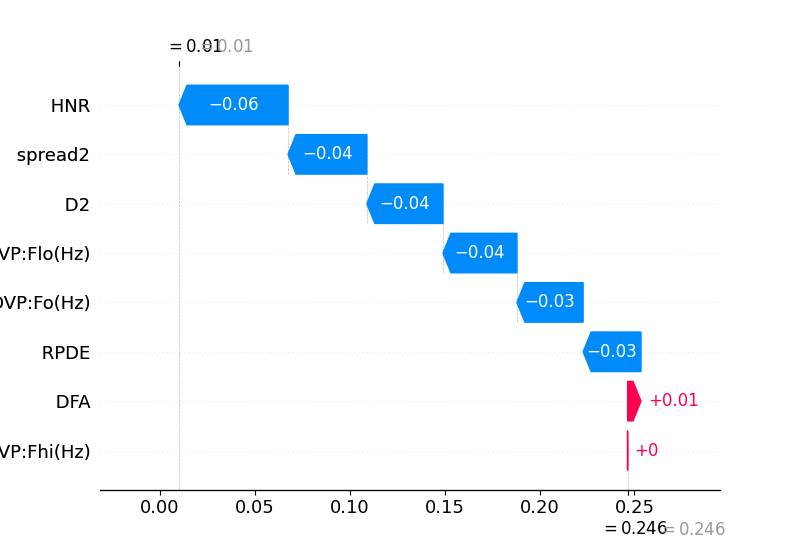 = 0.01 = 0.01
HNR −0.06
spread2 −0.04
D2 −0.04
VP:Flo(Hz) −0.04
DVP:Fo(Hz) −0.03
RPDE −0.03
DFA +0.01
VP:Fhi(Hz) +0
0.00 0.05 0.10 0.15 0.20 0.25
= 0.246 = 0.246